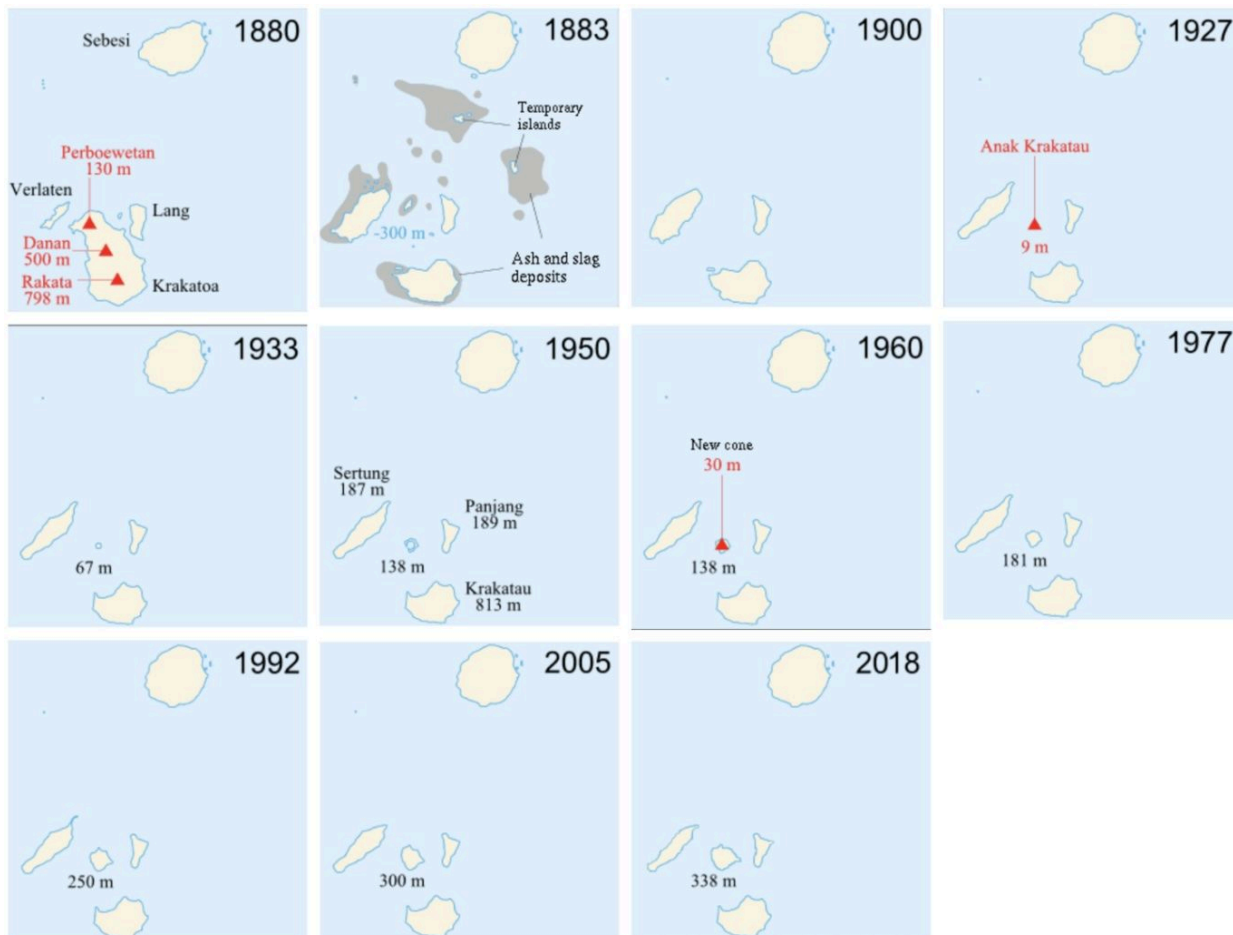 1880
Sebesi
Perboewetan
130 m
Verlaten
Lang
Danan
500 m
Rakata
798 m
Krakatoa
1883
Temporary
islands
-300 m
Ash and slag
deposits
1900
1927
Anak Krakatau
9 m
1933
67 m
1950
Sertung
187 m
Panjang
189 m
138 m
Krakatau
813 m
1960
New cone
30 m
138 m
1977
181 m
1992
250 m
2005
300 m
2018
338 m